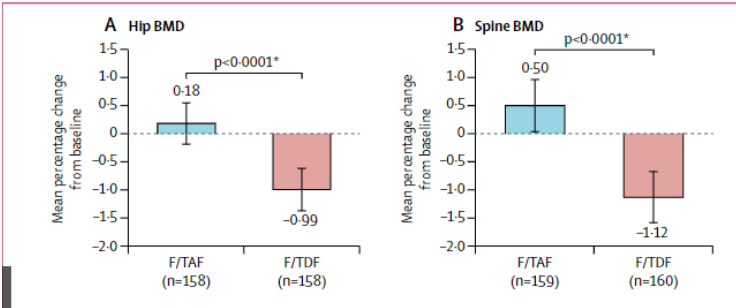 A Hip BMD
Mean percentage change
from baseline
1·5
1·0
0·5
0
−0·5
−1·0
−1·5
−2·0
p<0·0001*
0·18
−0·99
F/TAF
(n=158)
F/TDF
(n=158)
B Spine BMD
Mean percentage change
from baseline
1·5
1·0
0·5
0
−0·5
−1·0
−1·5
−2·0
p<0·0001*
0·50
−1·12
F/TAF
(n=159)
F/TDF
(n=160)